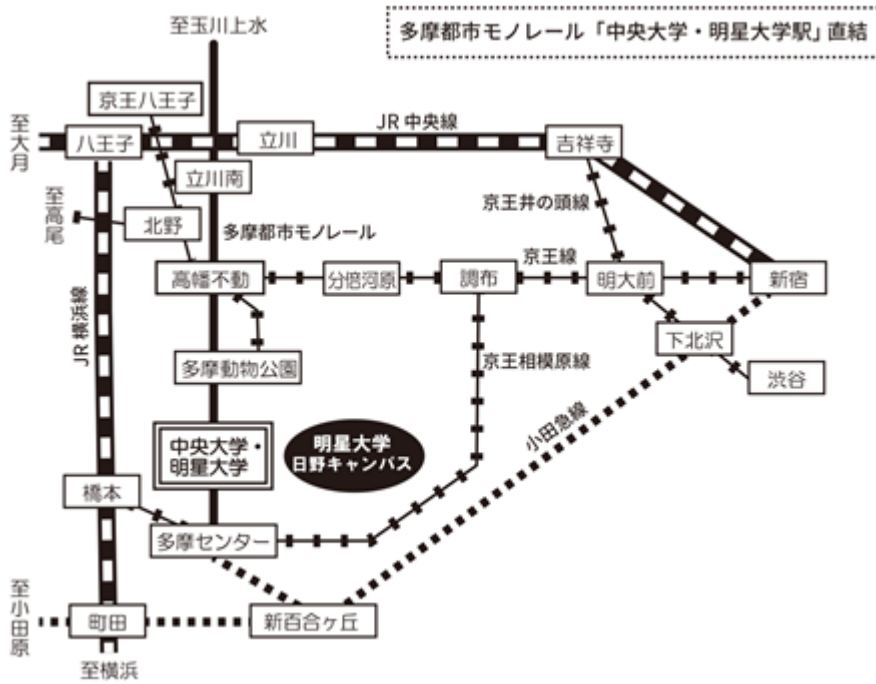 至玉川上水
多摩都市モノレール「中央大学・明星大学駅」直結
京王八王子
JR中央線
至大月
八王子
立川
吉祥寺
立川南
至高尾
北野
京王井の頭線
多摩都市モノレール
京王線
高幡不動
分倍河原
調布
明大前
新宿
JR横浜線
下北沢
多摩動物公園
京王相模原線
渋谷
小田急線
中央大学・
明星大学
明星大学
日野キャンパス
橋本
多摩センター
至小田原
町田
新百合ヶ丘
至横浜